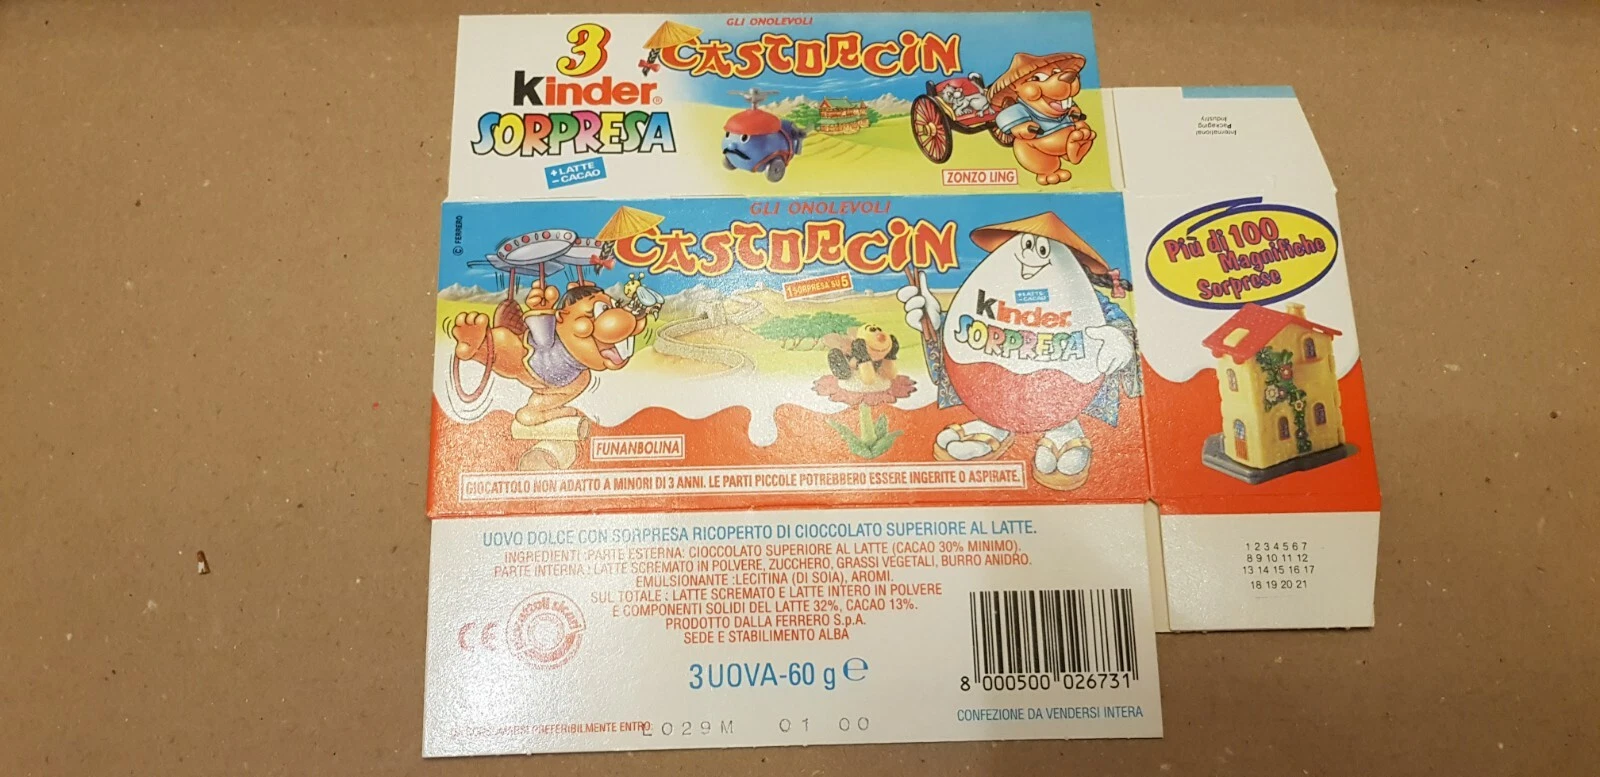 GLI ONOLEVOLI
CASTORCIN
3
Kinder®
SORPRESA
+ LATTE
- CACAO
ZONZO LING
International
Packaging
Industry
© FERRERO
GLI ONOLEVOLI
CASTORCIN
1 SORPRESA SU 5
+ LATTE
- CACAO
Kinder
SORPRESA
FUNANBOLINA
GIOCATTOLO NON ADATTO A MINORI DI 3 ANNI. LE PARTI PICCOLE POTREBBERO ESSERE INGERITE O ASPIRATE.
Più di 100
Magnifiche
Sorprese
UOVO DOLCE CON SORPRESA RICOPERTO DI CIOCCOLATO SUPERIORE AL LATTE.
INGREDIENTI :PARTE ESTERNA: CIOCCOLATO SUPERIORE AL LATTE (CACAO 30% MINIMO).
PARTE INTERNA : LATTE SCREMATO IN POLVERE, ZUCCHERO, GRASSI VEGETALI, BURRO ANIDRO.
EMULSIONANTE :LECITINA (DI SOIA), AROMI.
SUL TOTALE : LATTE SCREMATO E LATTE INTERO IN POLVERE
E COMPONENTI SOLIDI DEL LATTE 32%, CACAO 13%.
PRODOTTO DALLA FERRERO S.p.A.
SEDE E STABILIMENTO ALBA
CE
giocattoli sicuri
3 UOVA-60 g e
8 000500 026731
CONFEZIONE DA VENDERSI INTERA
PREFERIBILMENTE ENTRO:
L029M 01 00
1 2 3 4 5 6 7
8 9 10 11 12
13 14 15 16 17
18 19 20 21